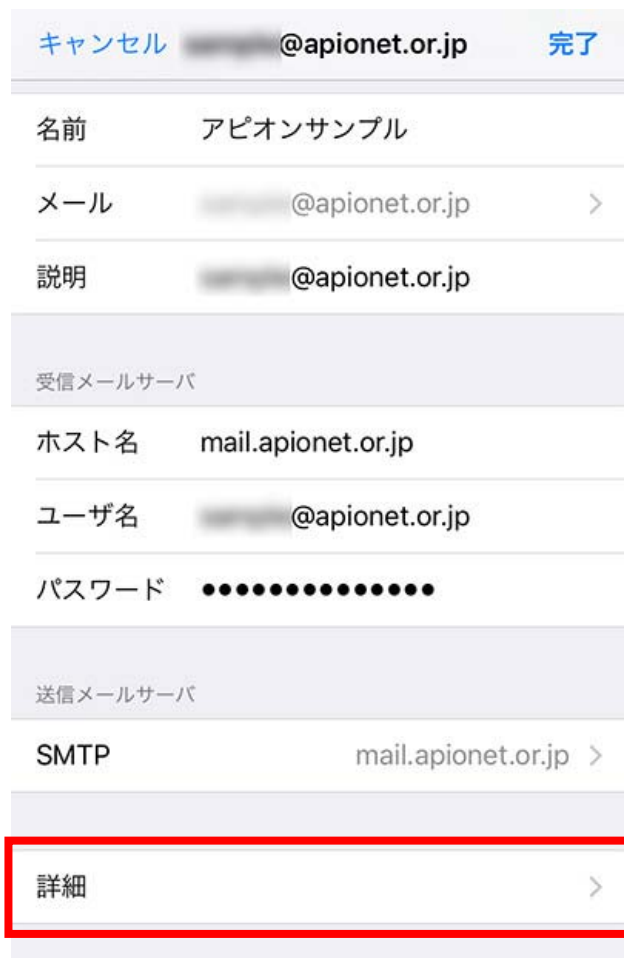 キャンセル @apionet.or.jp 完了
名前 アピオンサンプル
メール @apionet.or.jp >
説明 @apionet.or.jp
受信メールサーバ
ホスト名 mail.apionet.or.jp
ユーザ名 @apionet.or.jp
パスワード ●●●●●●●●●●●●●●
送信メールサーバ
SMTP mail.apionet.or.jp >
詳細 >